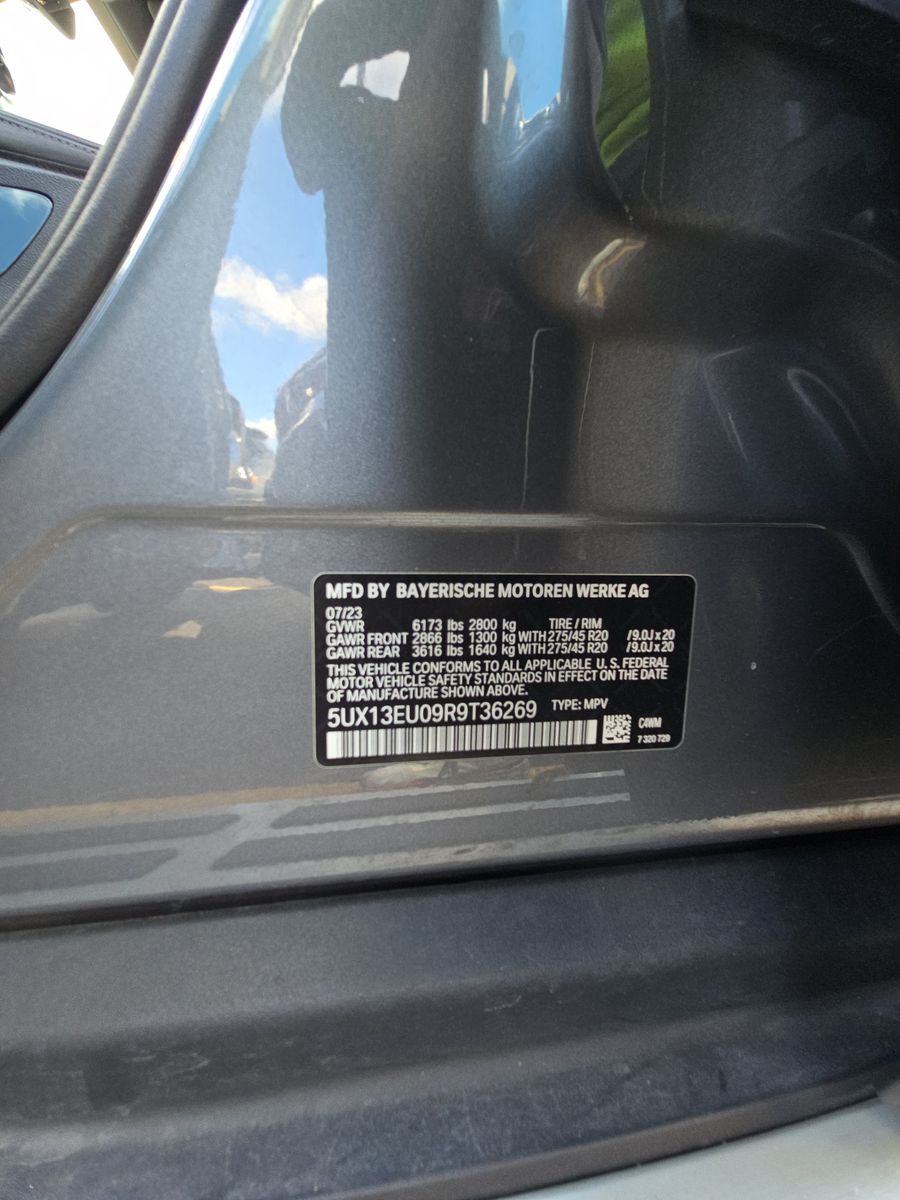 MFD BY BAYERISCHE MOTOREN WERKE AG
07/23
GVWR 6173 lbs 2800 kg TIRE / RIM
GAWR FRONT 2866 lbs 1300 kg WITH 275/45 R20 /9.0J x 20
GAWR REAR 3616 lbs 1640 kg WITH 275/45 R20 /9.0J x 20
THIS VEHICLE CONFORMS TO ALL APPLICABLE U. S. FEDERAL
MOTOR VEHICLE SAFETY STANDARDS IN EFFECT ON THE DATE
OF MANUFACTURE SHOWN ABOVE.
5UX13EU09R9T36269 TYPE: MPV
C4WM
7 320 729